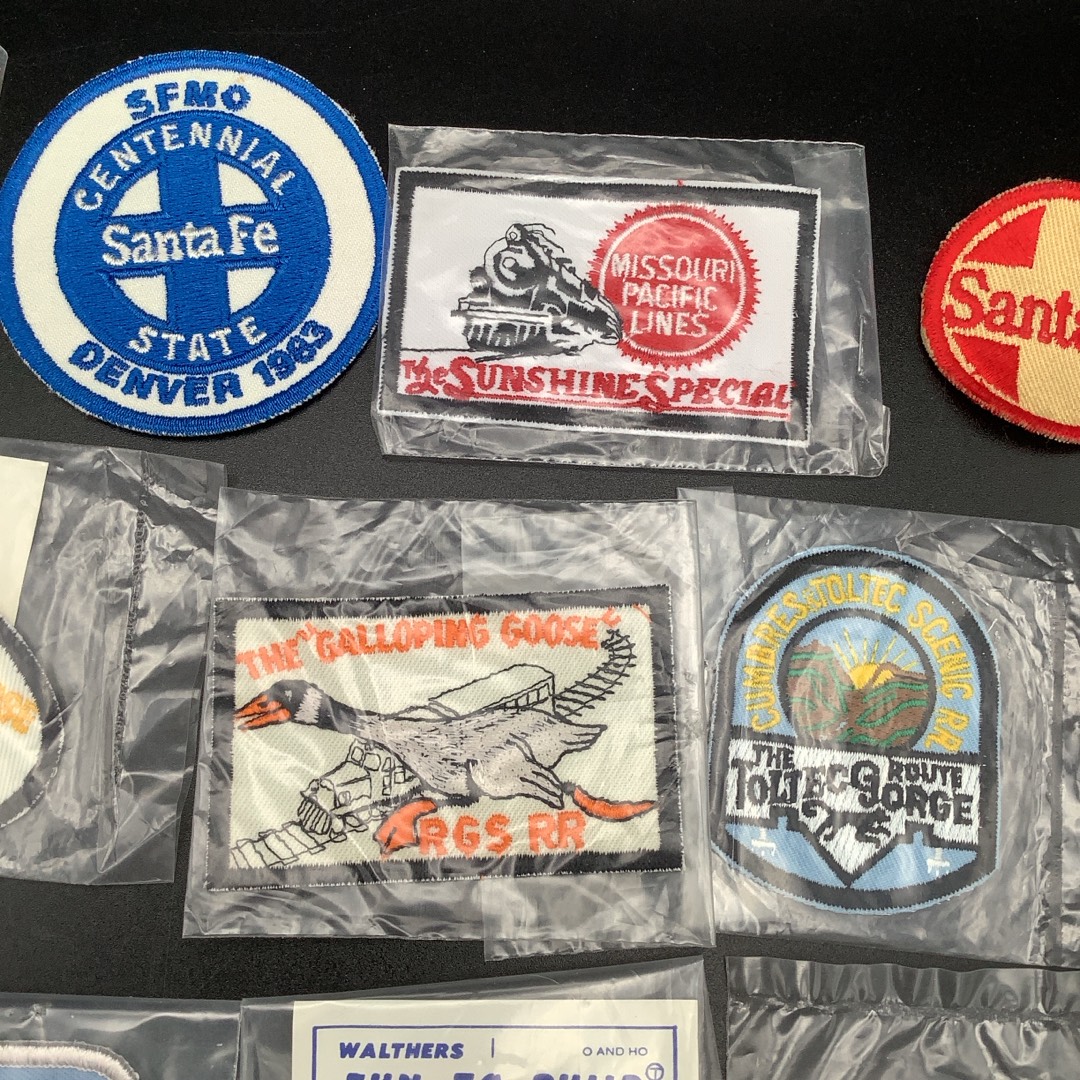 SFMO
CENTENNIAL
Santa Fe
STATE
DENVER 1983
MISSOURI
PACIFIC
LINES
The SUNSHINE SPECIAL
Santa
THE "GALLOPING GOOSE"
RGS RR
CUMBRES & TOLTEC SCENIC RR
THE
ROUTE
TOLTEC GORGE
WALTHERS
O AND HO